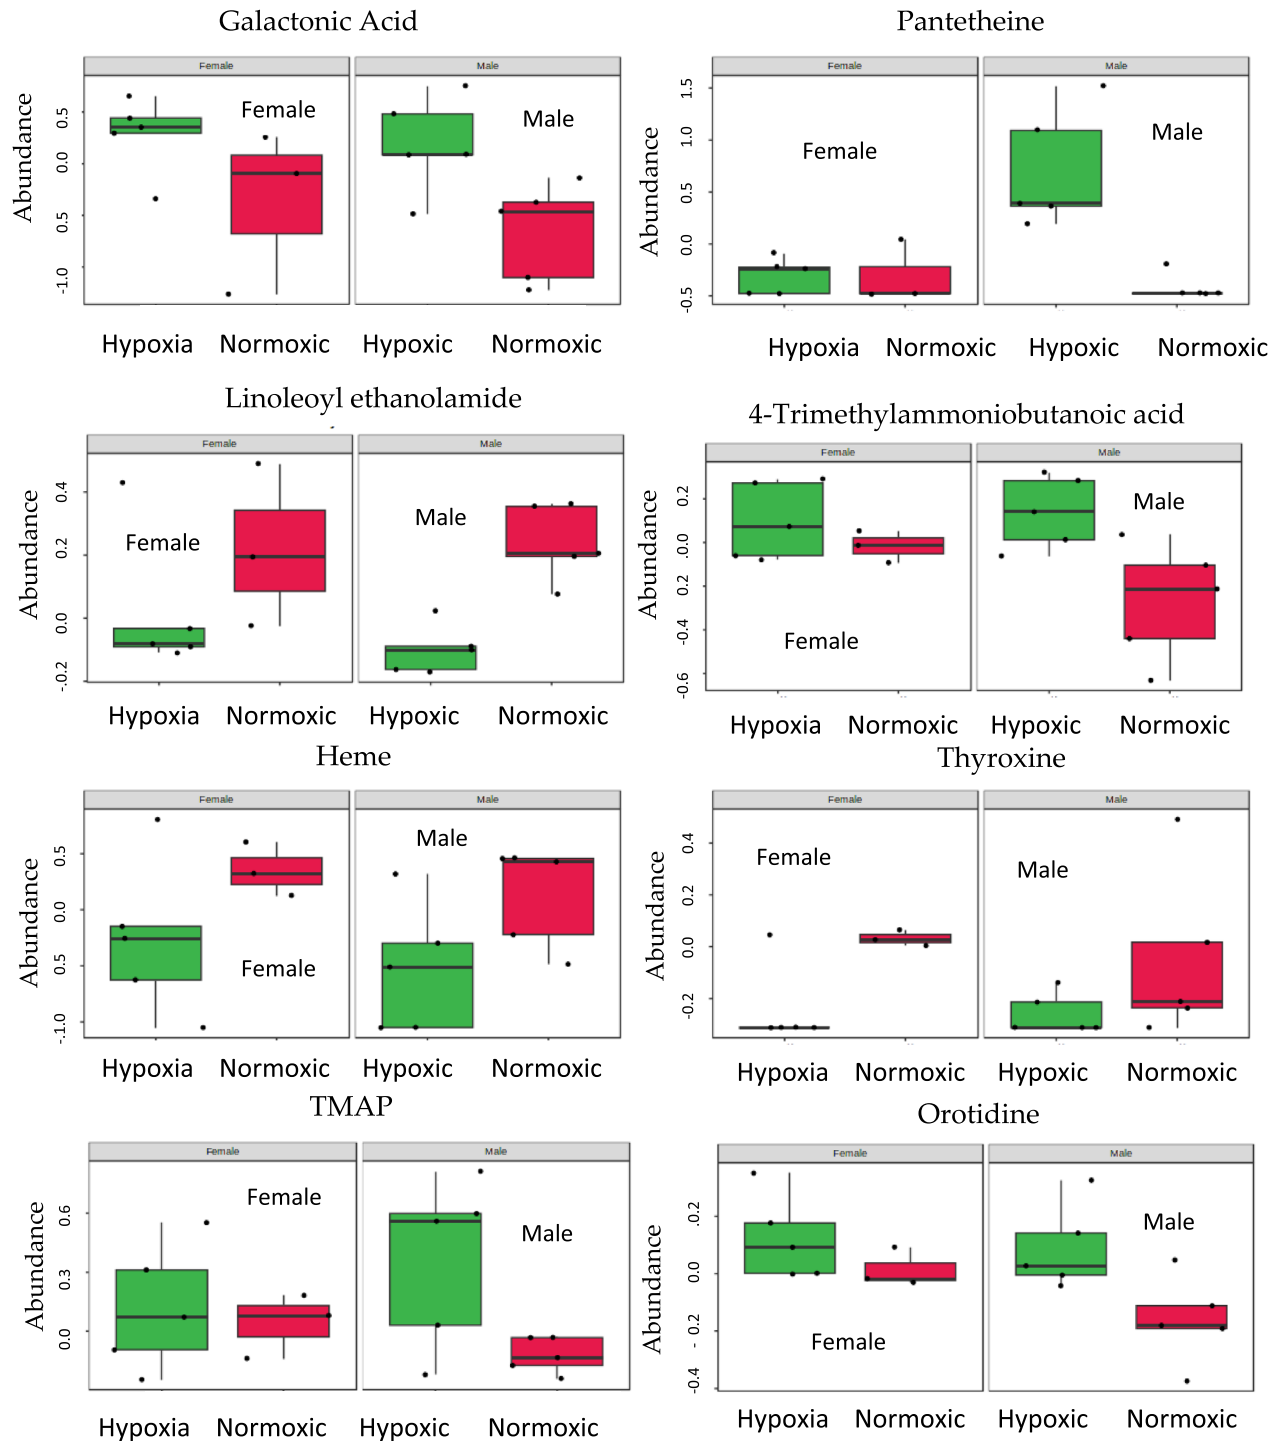 Galactonic Acid
Pantetheine
Female
Male
Female
Male
Abundance
0.5
0.0
0.5
-1.0
Female
Male
Abundance
1.5
1.0
0.5
0.0
-0.5
Female
Male
Hypoxia
Normoxic
Hypoxic
Normoxic
Hypoxia
Normoxic
Hypoxic
Normoxic
Linoleoyl ethanolamide
4-Trimethylammoniobutanoic acid
Female
Male
Female
Male
Abundance
0.4
0.2
0.0
-.0.2
Female
Male
Abundance
0.2
0.0
0.2
-0.4
-0.6
Female
Male
Hypoxia
Normoxic
Hypoxic
Normoxic
Hypoxia
Normoxic
Hypoxic
Normoxic
Heme
Thyroxine
Female
Male
Female
Male
Abundance
0.5
0.0
0.5
-.1.0
Female
Male
Abundance
0.4
0.2
0.0
-0.2
Female
Male
Hypoxia
Normoxic
Hypoxic
Normoxic
Hypoxia
Normoxic
Hypoxic
Normoxic
TMAP
Orotidine
Female
Male
Female
Male
Abundance
0.6
0.3
0.0
Female
Male
Abundance
.0.2
0.0
- 0.2
-0.4
Female
Male
Hypoxia
Normoxic
Hypoxic
Normoxic
Hypoxia
Normoxic
Hypoxic
Normoxic